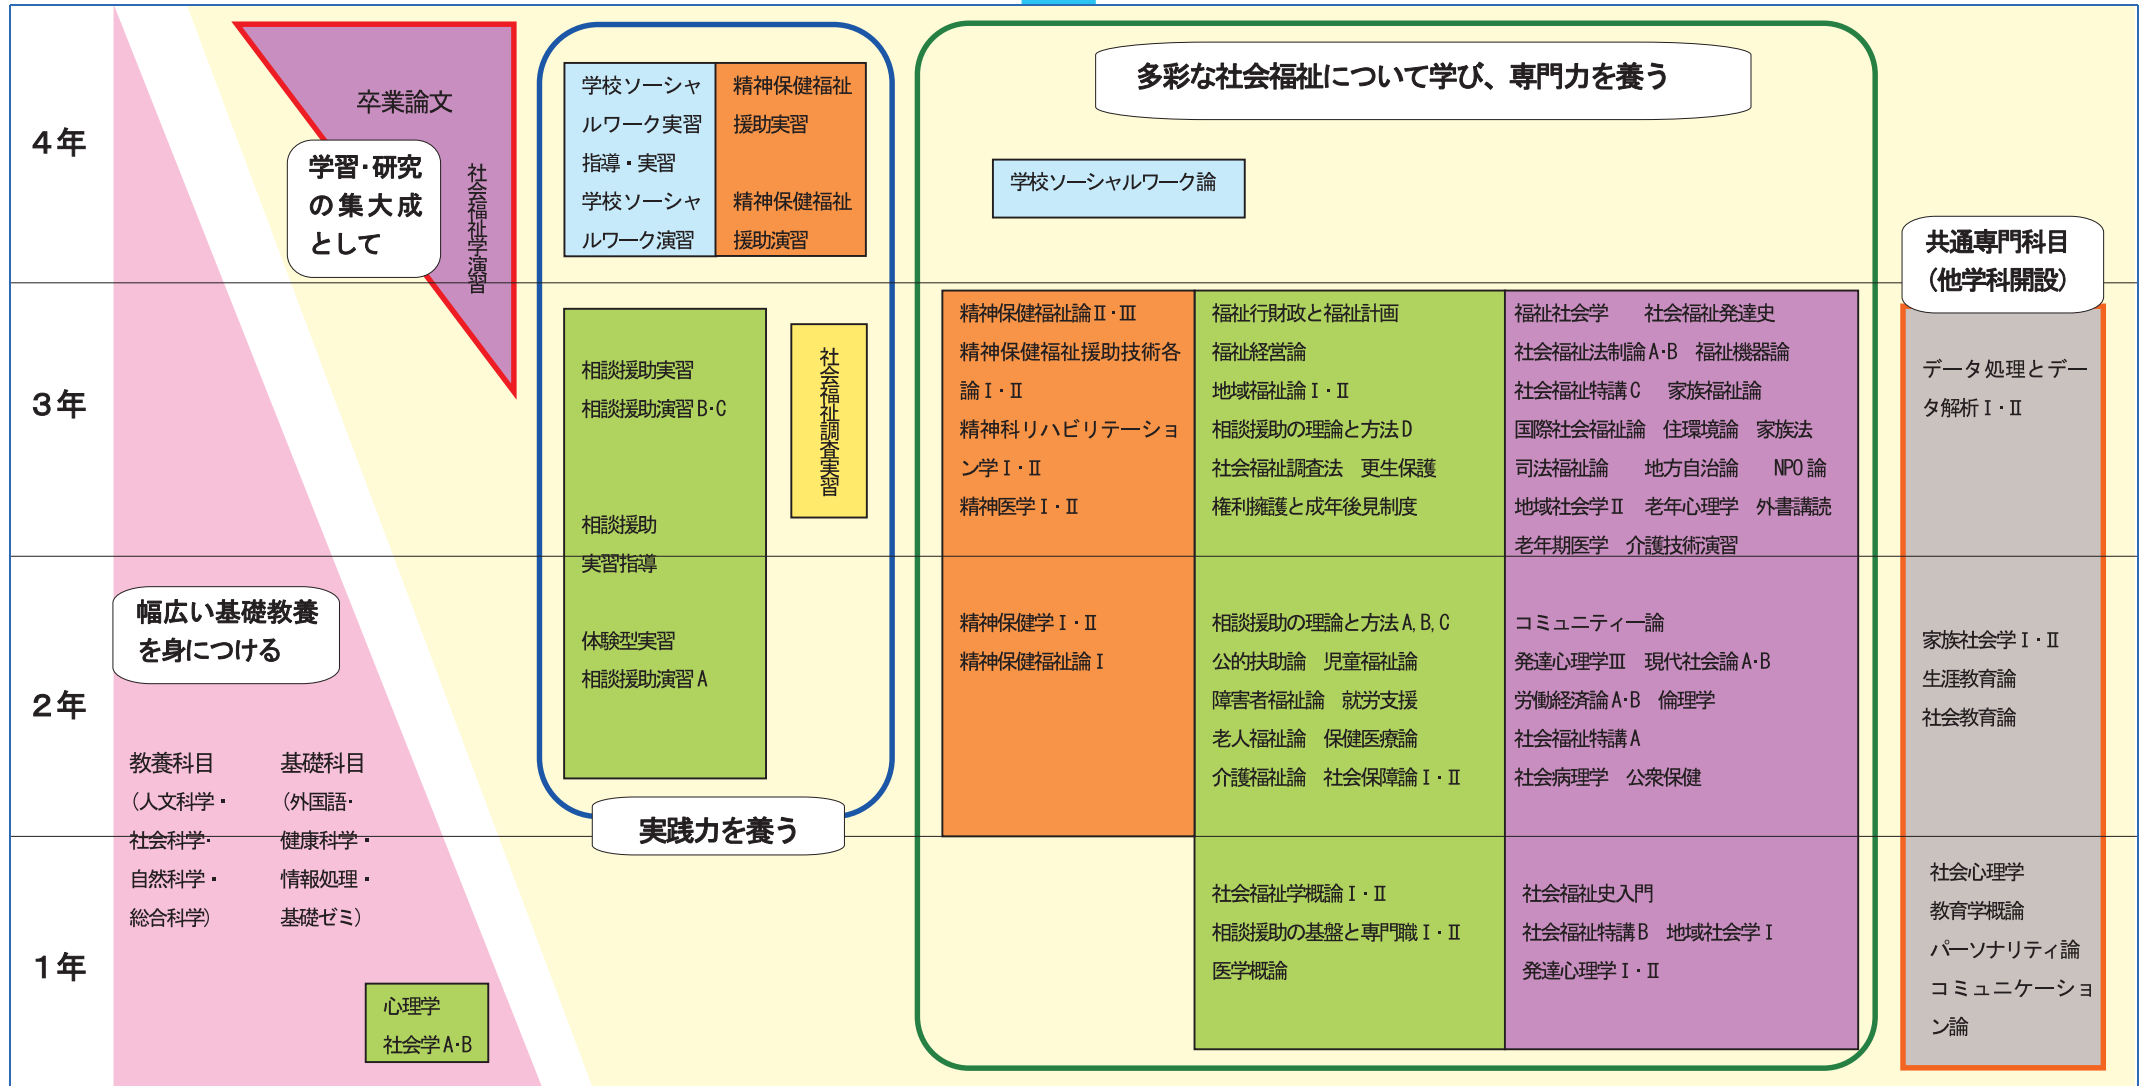 4年
3年
2年
1年
卒業論文
社会福祉学演習
学習・研究
の集大成
として
学校ソーシャ
ルワーク実習
指導・実習
学校ソーシャ
ルワーク演習
精神保健福祉
援助実習
精神保健福祉
援助演習
相談援助実習
相談援助演習B・C
相談援助
実習指導
体験型実習
相談援助演習A
社会福祉調査実習
実践力を養う
幅広い基礎教養
を身につける
教養科目
(人文科学・
社会科学・
自然科学・
総合科学)
基礎科目
(外国語・
健康科学・
情報処理・
基礎ゼミ)
心理学
社会学A・B
多彩な社会福祉について学び、専門力を養う
学校ソーシャルワーク論
精神保健福祉論Ⅱ・Ⅲ
精神保健福祉援助技術各
論Ⅰ・Ⅱ
精神科リハビリテーショ
ン学Ⅰ・Ⅱ
精神医学Ⅰ・Ⅱ
精神保健学Ⅰ・Ⅱ
精神保健福祉論Ⅰ
福祉行財政と福祉計画
福祉経営論
地域福祉論Ⅰ・Ⅱ
相談援助の理論と方法D
社会福祉調査法 更生保護
権利擁護と成年後見制度
相談援助の理論と方法A,B,C
公的扶助論 児童福祉論
障害者福祉論 就労支援
老人福祉論 保健医療論
介護福祉論 社会保障論Ⅰ・Ⅱ
社会福祉学概論Ⅰ・Ⅱ
相談援助の基盤と専門職Ⅰ・Ⅱ
医学概論
福祉社会学 社会福祉発達史
社会福祉法制論A・B 福祉機器論
社会福祉特講C 家族福祉論
国際社会福祉論 住環境論 家族法
司法福祉論 地方自治論 NPO論
地域社会学Ⅱ 老年心理学 外書講読
老年期医学 介護技術演習
コミュニティー論
発達心理学Ⅲ 現代社会論A・B
労働経済論A・B 倫理学
社会福祉特講A
社会病理学 公衆保健
社会福祉史入門
社会福祉特講B 地域社会学Ⅰ
発達心理学Ⅰ・Ⅱ
共通専門科目
(他学科開設)
データ処理とデー
タ解析Ⅰ・Ⅱ
家族社会学Ⅰ・Ⅱ
生涯教育論
社会教育論
社会心理学
教育学概論
パーソナリティ論
コミュニケーショ
ン論